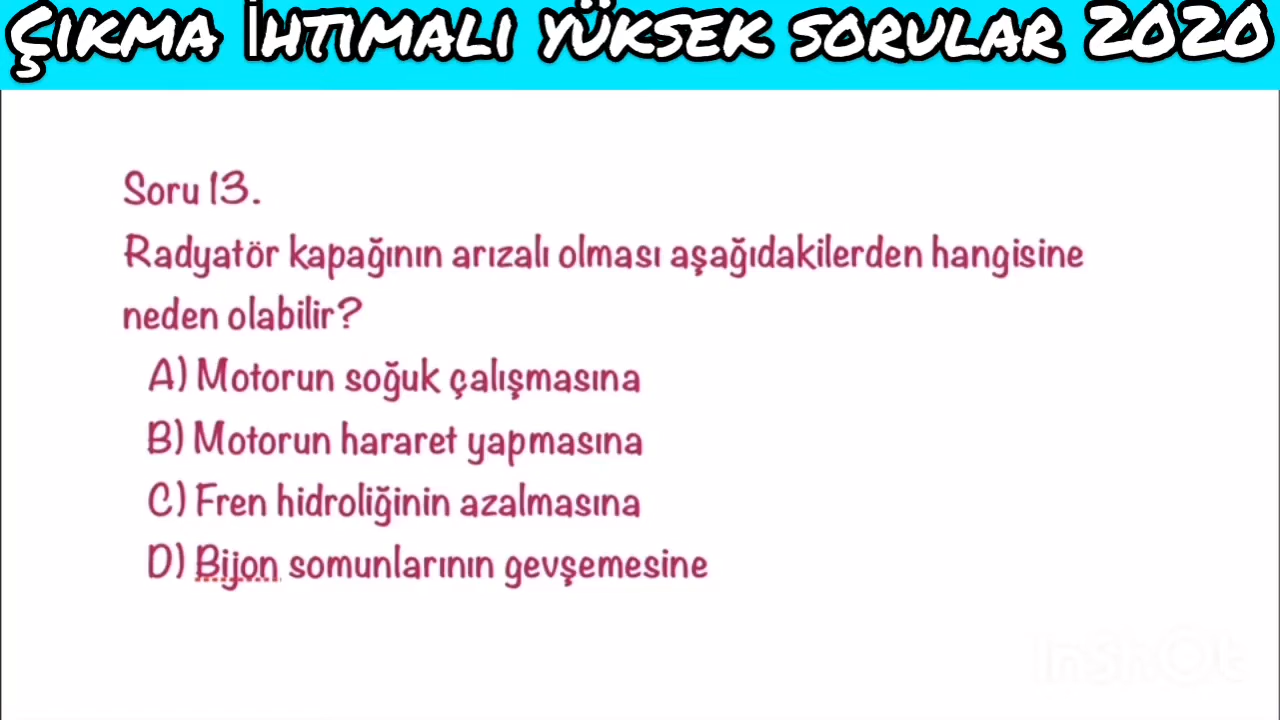 ÇIKMA İHTIMALI YÜKSEK SORULAR 2020
Soru 13.
Radyatör kapağının arızalı olması aşağıdakilerden hangisine
neden olabilir?
A) Motorun soğuk çalışmasına
B) Motorun hararet yapmasına
C) Fren hidroliğinin azalmasına
D) Bijon somunlarının gevşemesine